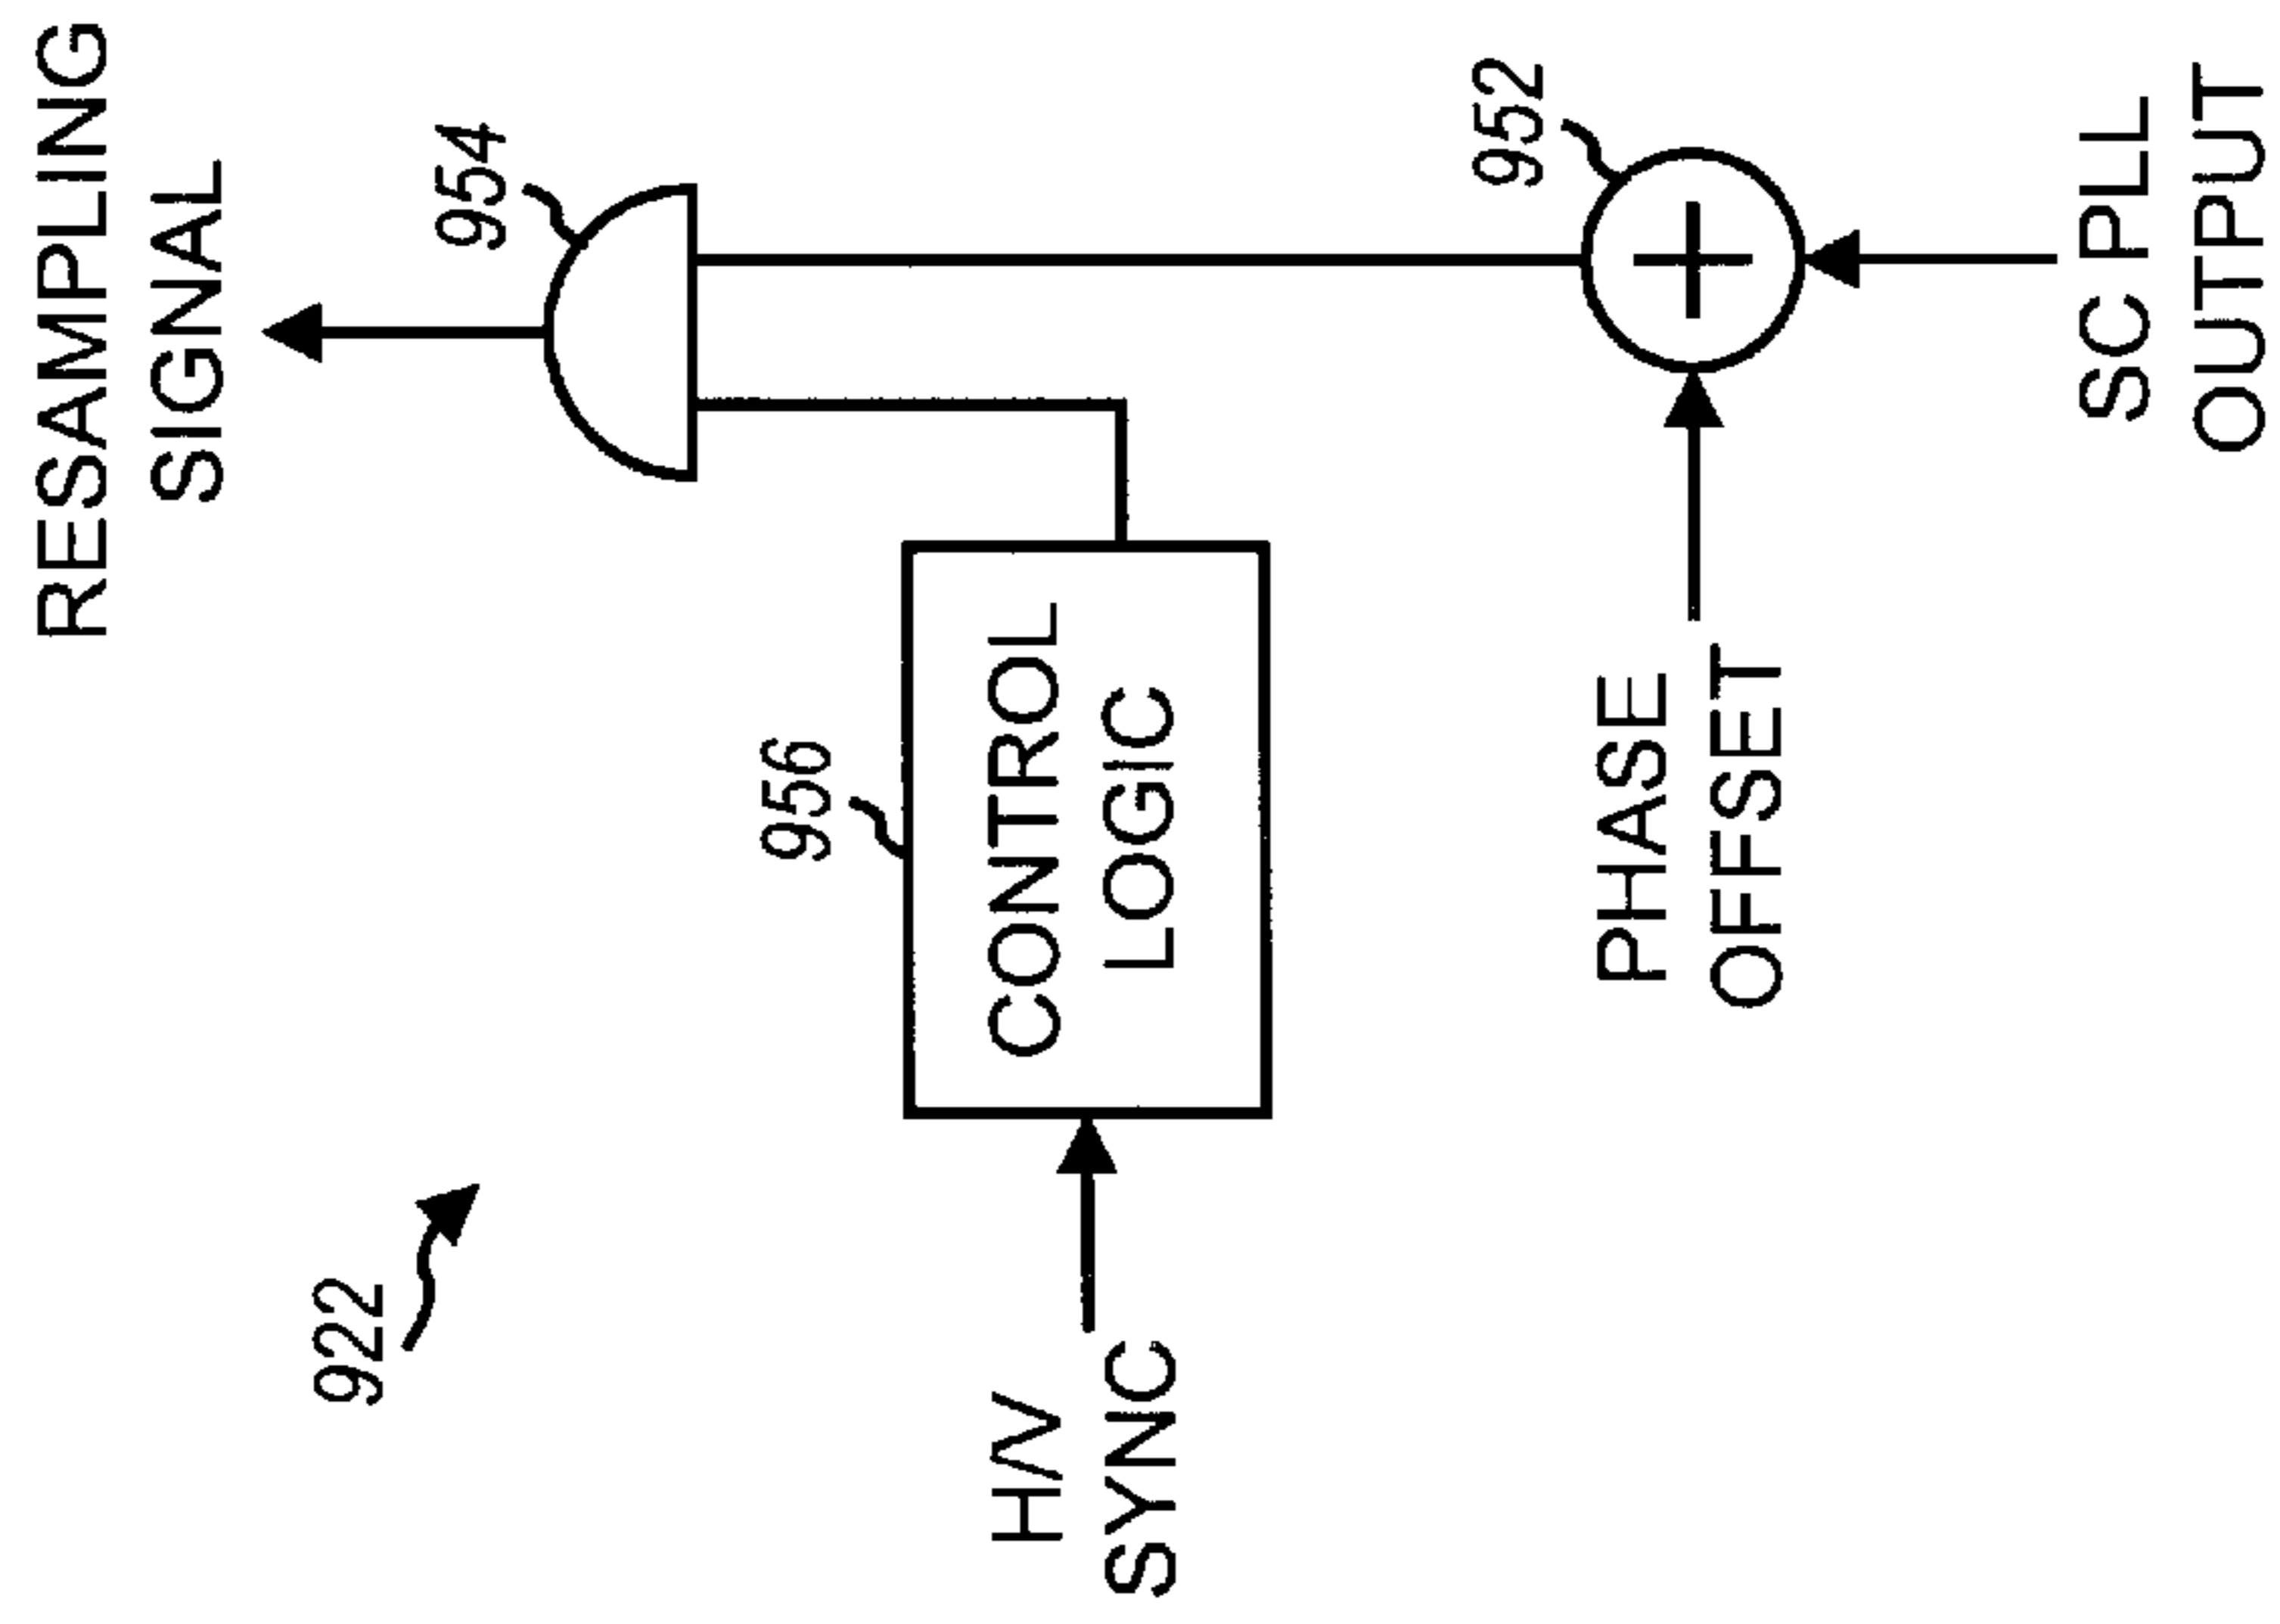 922
H/V
SYNC
956
CONTROL
LOGIC
RESAMPLING
SIGNAL
954
952
PHASE
OFFSET
SC PLL
OUTPUT